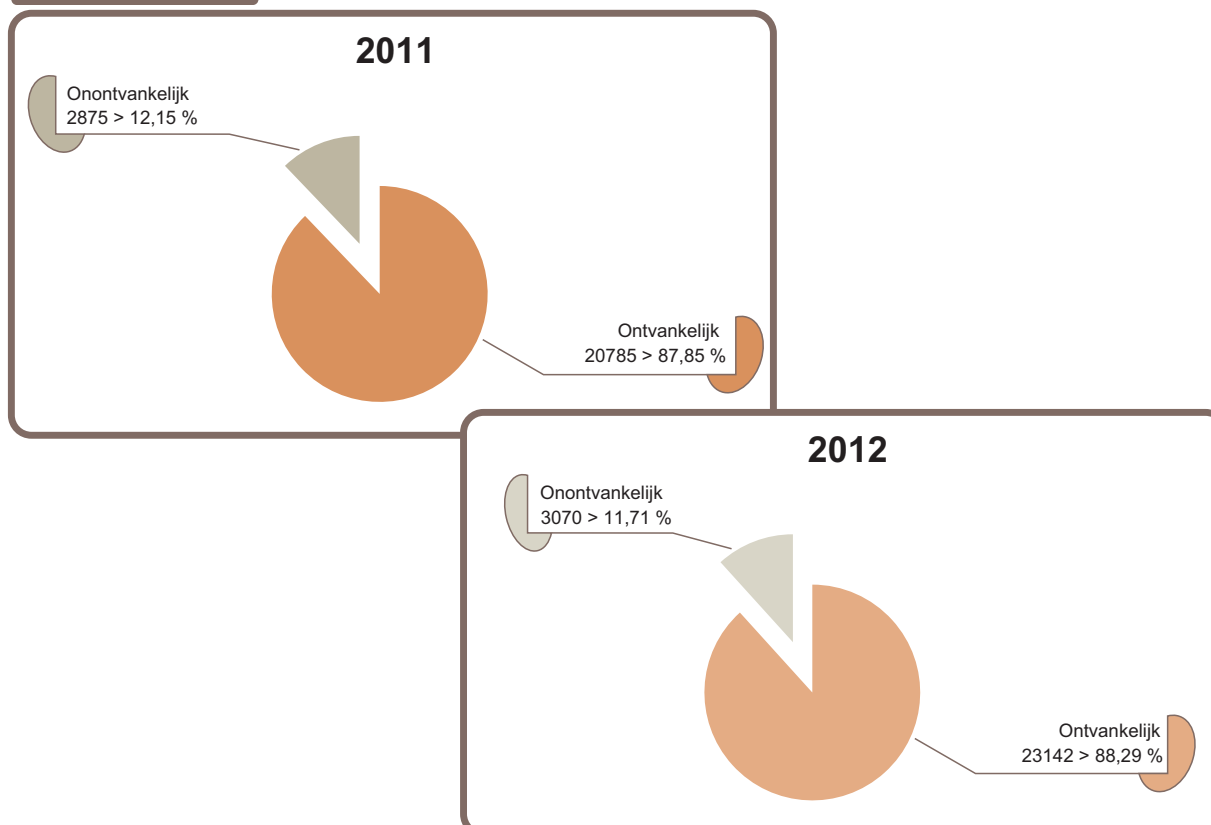 2011
Onontvankelijk
2875 > 12,15 %
Ontvankelijk
20785 > 87,85 %
2012
Onontvankelijk
3070 > 11,71 %
Ontvankelijk
23142 > 88,29 %